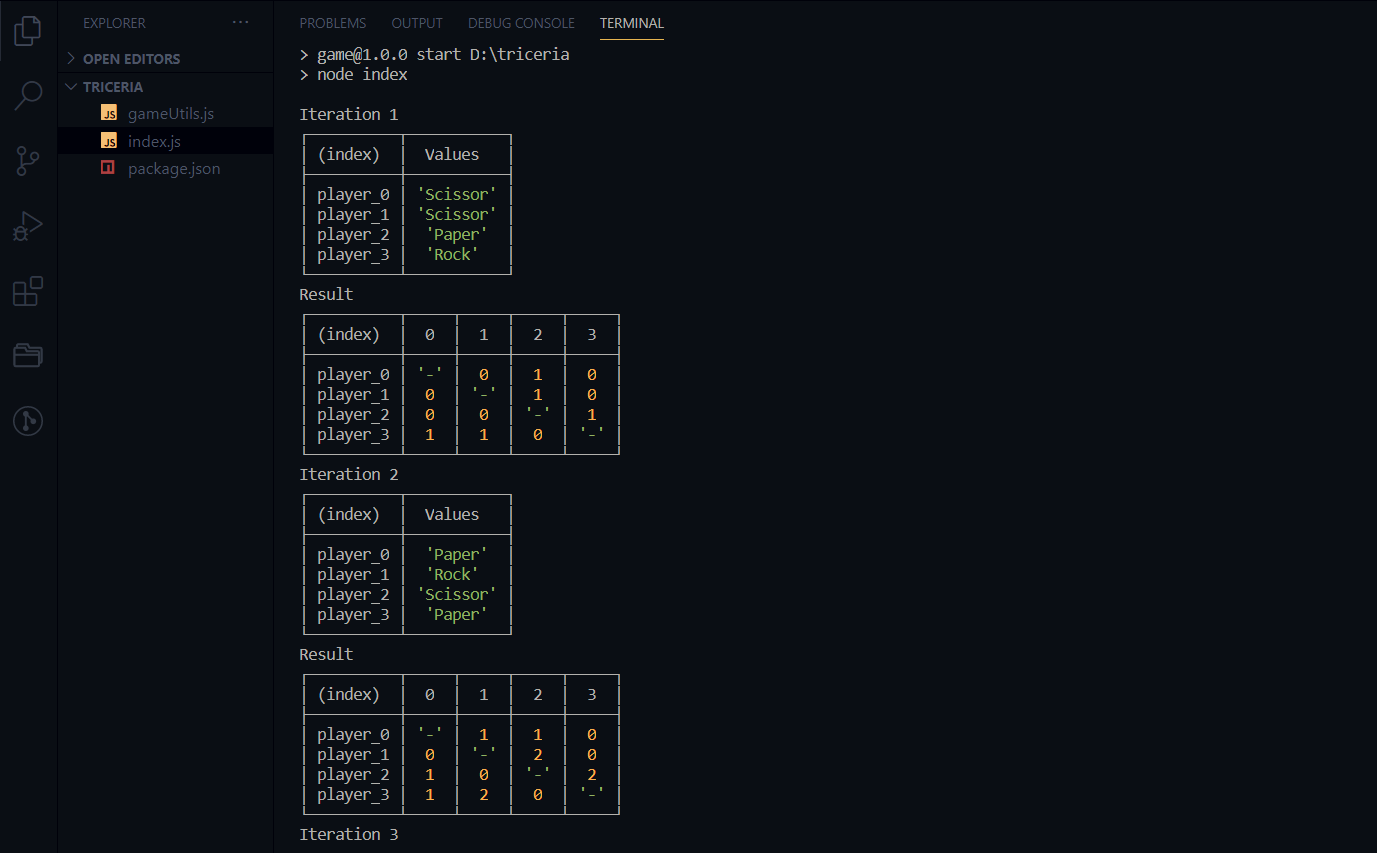 EXPLORER ···
OPEN EDITORS
TRICERIA
JS gameUtils.js
JS index.js
package.json
PROBLEMS OUTPUT DEBUG CONSOLE TERMINAL
> game@1.0.0 start D:\triceria
> node index
Iteration 1
(index) Values
player_0 'Scissor'
player_1 'Scissor'
player_2 'Paper'
player_3 'Rock'
Result
(index) 0 1 2 3
player_0 '-' 0 1 0
player_1 0 '-' 1 0
player_2 0 0 '-' 1
player_3 1 1 0 '-'
Iteration 2
(index) Values
player_0 'Paper'
player_1 'Rock'
player_2 'Scissor'
player_3 'Paper'
Result
(index) 0 1 2 3
player_0 '-' 1 1 0
player_1 0 '-' 2 0
player_2 1 0 '-' 2
player_3 1 2 0 '-'
Iteration 3